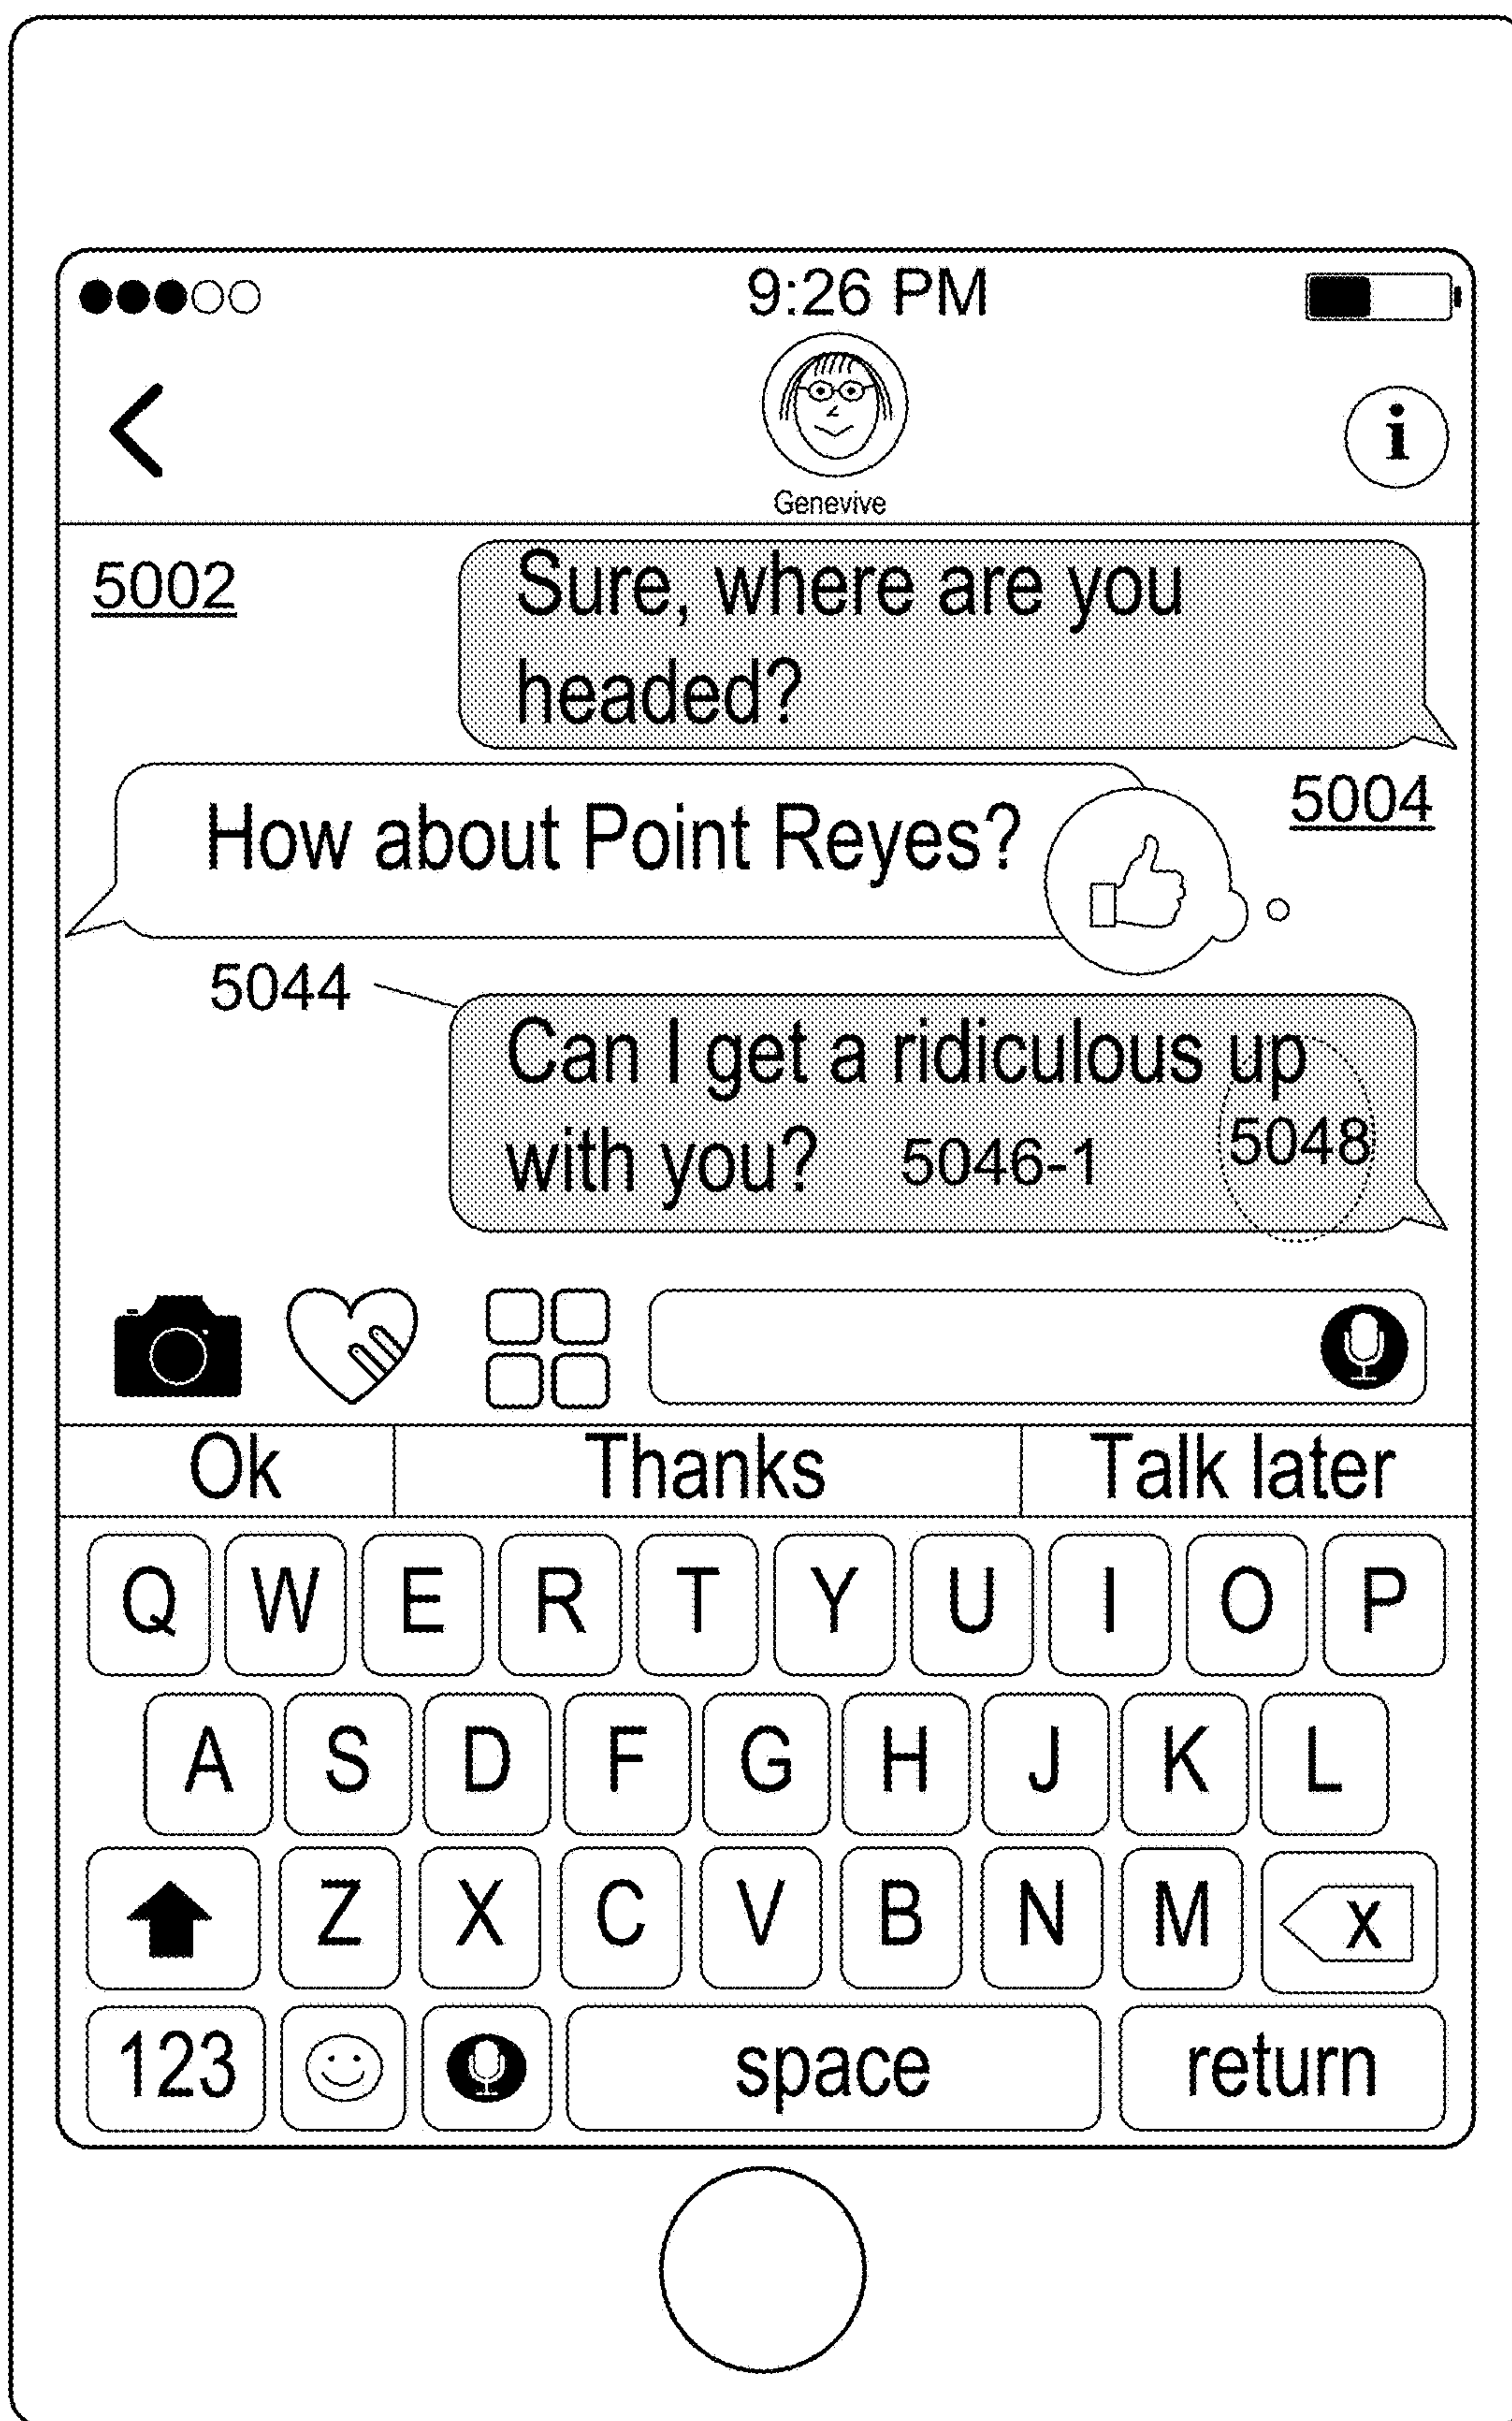 9:26 PM
i
Genevive
5002
Sure, where are you
headed?
How about Point Reyes?
5004
5044
Can I get a ridiculous up
with you? 5046-1 5048
Ok Thanks Talk later
Q W E R T Y U I O P
A S D F G H J K L
Z X C V B N M X
123 space return